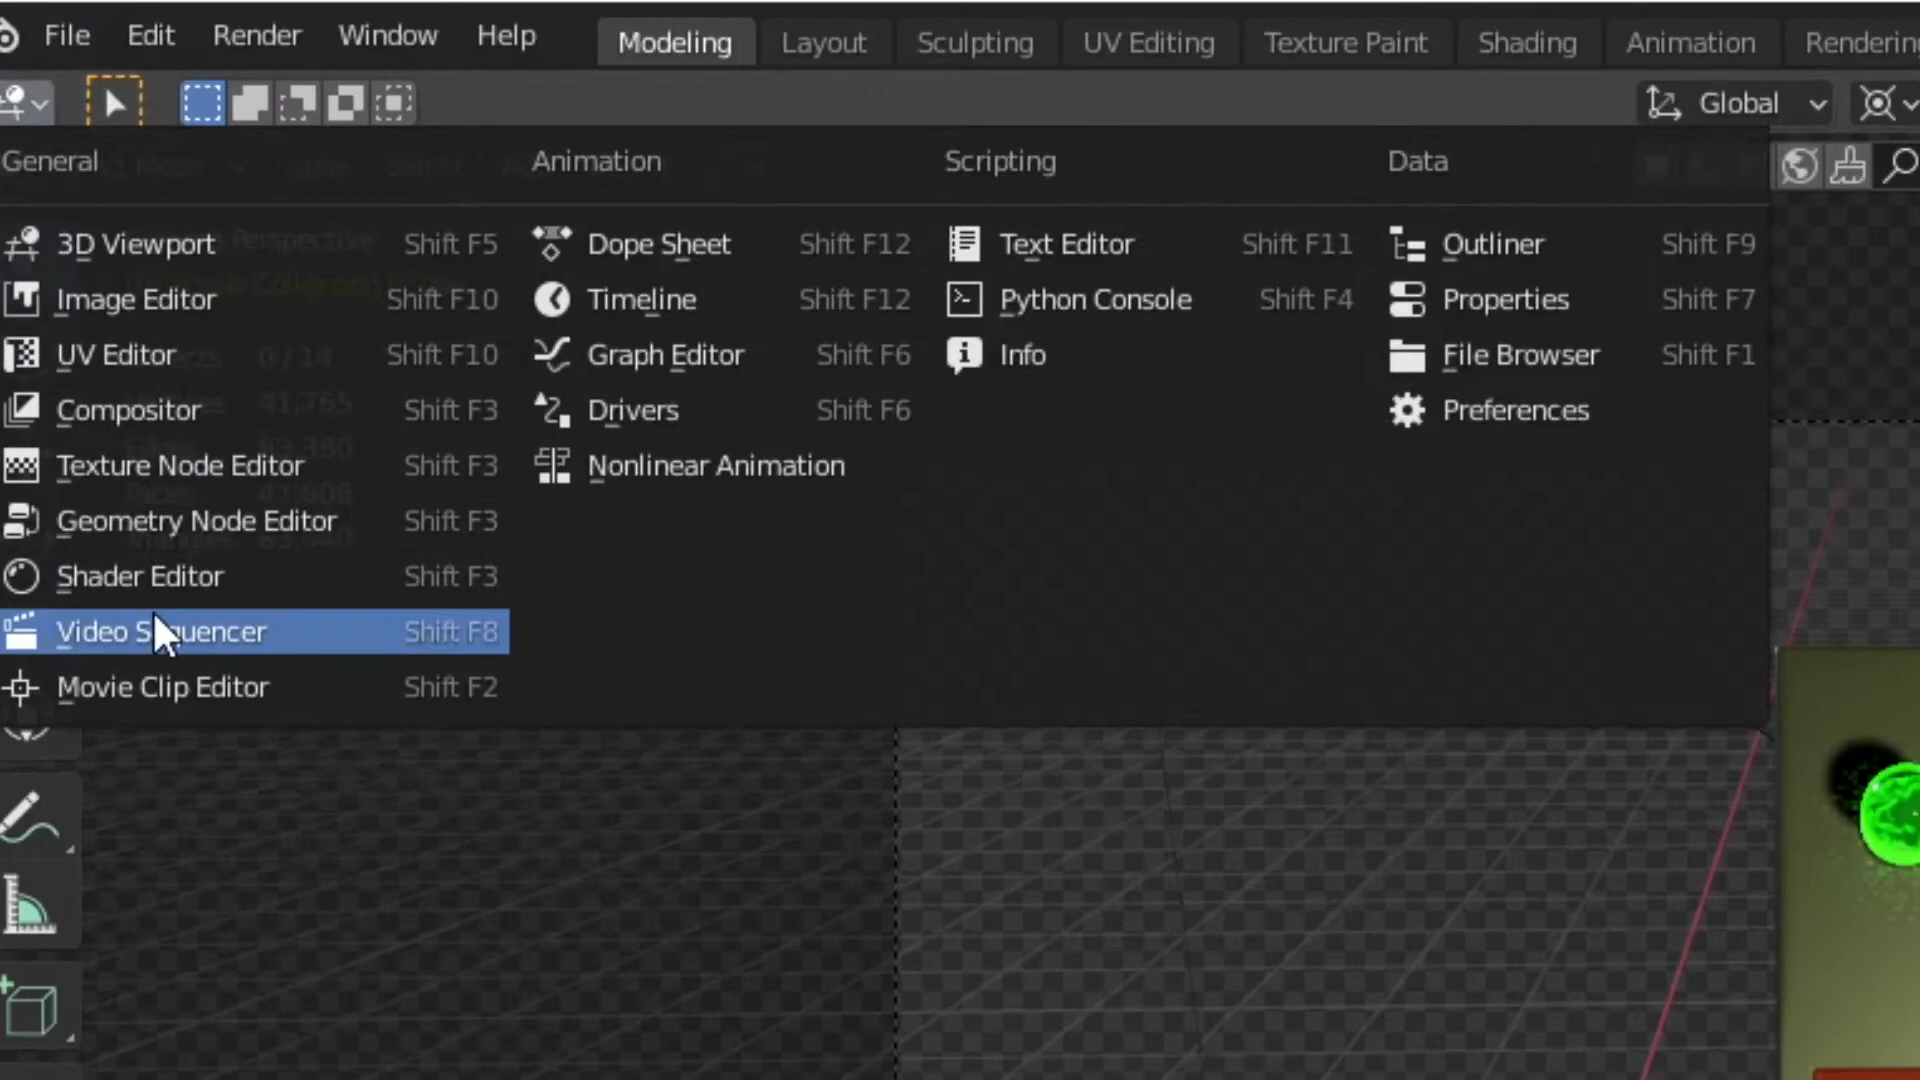 File Edit Render Window Help Modeling Layout Sculpting UV Editing Texture Paint Shading Animation Rendering
Global
General Animation Scripting Data
3D Viewport Shift F5 Dope Sheet Shift F12 Text Editor Shift F11 Outliner Shift F9
Image Editor Shift F10 Timeline Shift F12 Python Console Shift F4 Properties Shift F7
UV Editor Shift F10 Graph Editor Shift F6 Info File Browser Shift F1
Compositor Shift F3 Drivers Shift F6 Preferences
Texture Node Editor Shift F3 Nonlinear Animation
Geometry Node Editor Shift F3
Shader Editor Shift F3
Video Sequencer Shift F8
Movie Clip Editor Shift F2